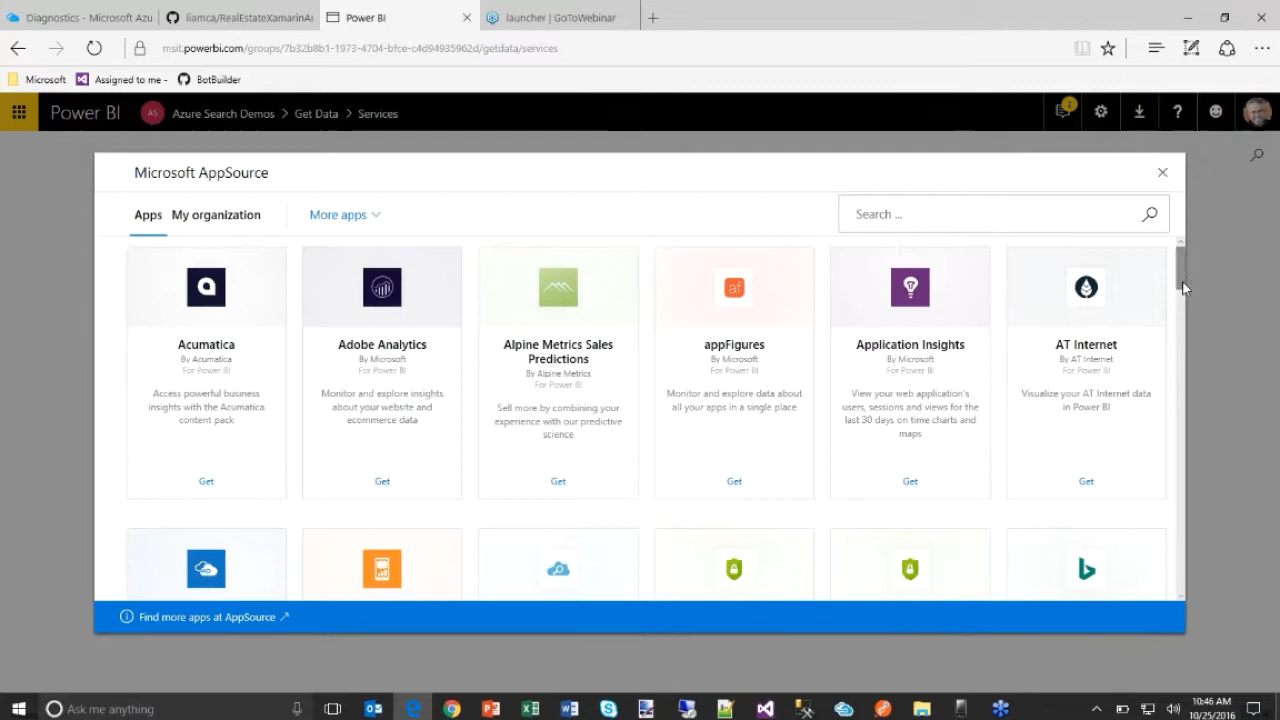 Diagnostics - Microsoft Azu
liamca/RealEstateXamarinAr
Power BI
launcher | GoToWebinar
msit.powerbi.com/groups/7b32b8b1-1973-4704-bfce-c4d94935962d/getdata/services
Microsoft
Assigned to me -
BotBuilder
Power BI
AS
Azure Search Demos > Get Data > Services
Microsoft AppSource
Apps
My organization
More apps
Search ...
Acumatica
By Acumatica
For Power BI
Access powerful business
insights with the Acumatica
content pack
Get
Adobe Analytics
By Microsoft
For Power BI
Monitor and explore insights
about your website and
ecommerce data
Get
Alpine Metrics Sales
Predictions
By Alpine Metrics
For Power BI
Sell more by combining your
experience with our predictive
science
Get
appFigures
By Microsoft
For Power BI
Monitor and explore data about
all your apps in a single place
Get
Application Insights
By Microsoft
For Power BI
View your web application's
users, sessions and views for the
last 30 days on time charts and
maps
Get
AT Internet
By AT Internet
For Power BI
Visualize your AT Internet data
in Power BI
Get
af
Find more apps at AppSource
Ask me anything
10:46 AM
10/25/2016